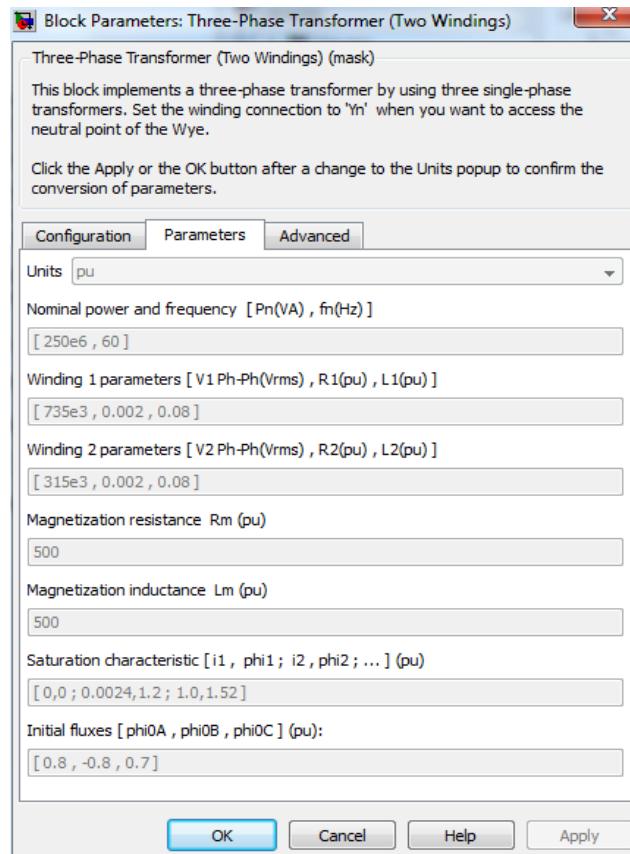 Block Parameters: Three-Phase Transformer (Two Windings)
Three-Phase Transformer (Two Windings) (mask)
This block implements a three-phase transformer by using three single-phase
transformers. Set the winding connection to 'Yn' when you want to access the
neutral point of the Wye.
Click the Apply or the OK button after a change to the Units popup to confirm the
conversion of parameters.
Configuration Parameters Advanced
Units pu
Nominal power and frequency [ Pn(VA) , fn(Hz) ]
[ 250e6 , 60 ]
Winding 1 parameters [ V1 Ph-Ph(Vrms) , R1(pu) , L1(pu) ]
[ 735e3 , 0.002 , 0.08 ]
Winding 2 parameters [ V2 Ph-Ph(Vrms) , R2(pu) , L2(pu) ]
[ 315e3 , 0.002 , 0.08 ]
Magnetization resistance Rm (pu)
500
Magnetization inductance Lm (pu)
500
Saturation characteristic [ i1 , phi1 ; i2 , phi2 ; ... ] (pu)
[ 0,0 ; 0.0024,1.2 ; 1.0,1.52 ]
Initial fluxes [ phi0A , phi0B , phi0C ] (pu):
[ 0.8 , -0.8 , 0.7 ]
OK Cancel Help Apply